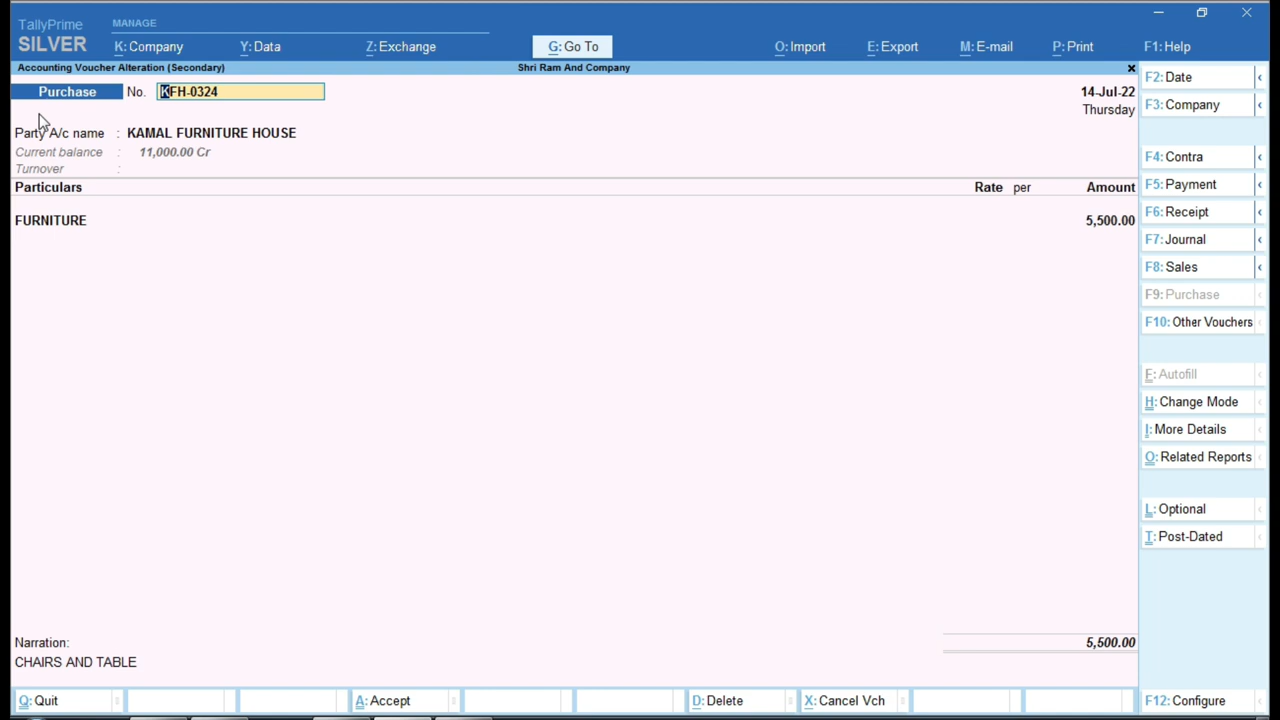 TallyPrime MANAGE
SILVER K: Company Y: Data Z: Exchange G: Go To O: Import E: Export M: E-mail P: Print F1: Help
Accounting Voucher Alteration (Secondary) Shri Ram And Company
Purchase No. KFH-0324 14-Jul-22
Thursday
Party A/c name : KAMAL FURNITURE HOUSE
Current balance : 11,000.00 Cr
Turnover :
Particulars Rate per Amount
FURNITURE 5,500.00
Narration: 5,500.00
CHAIRS AND TABLE
F2: Date
F3: Company
F4: Contra
F5: Payment
F6: Receipt
F7: Journal
F8: Sales
F9: Purchase
F10: Other Vouchers
F: Autofill
H: Change Mode
I: More Details
O: Related Reports
L: Optional
T: Post-Dated
Q: Quit A: Accept D: Delete X: Cancel Vch F12: Configure